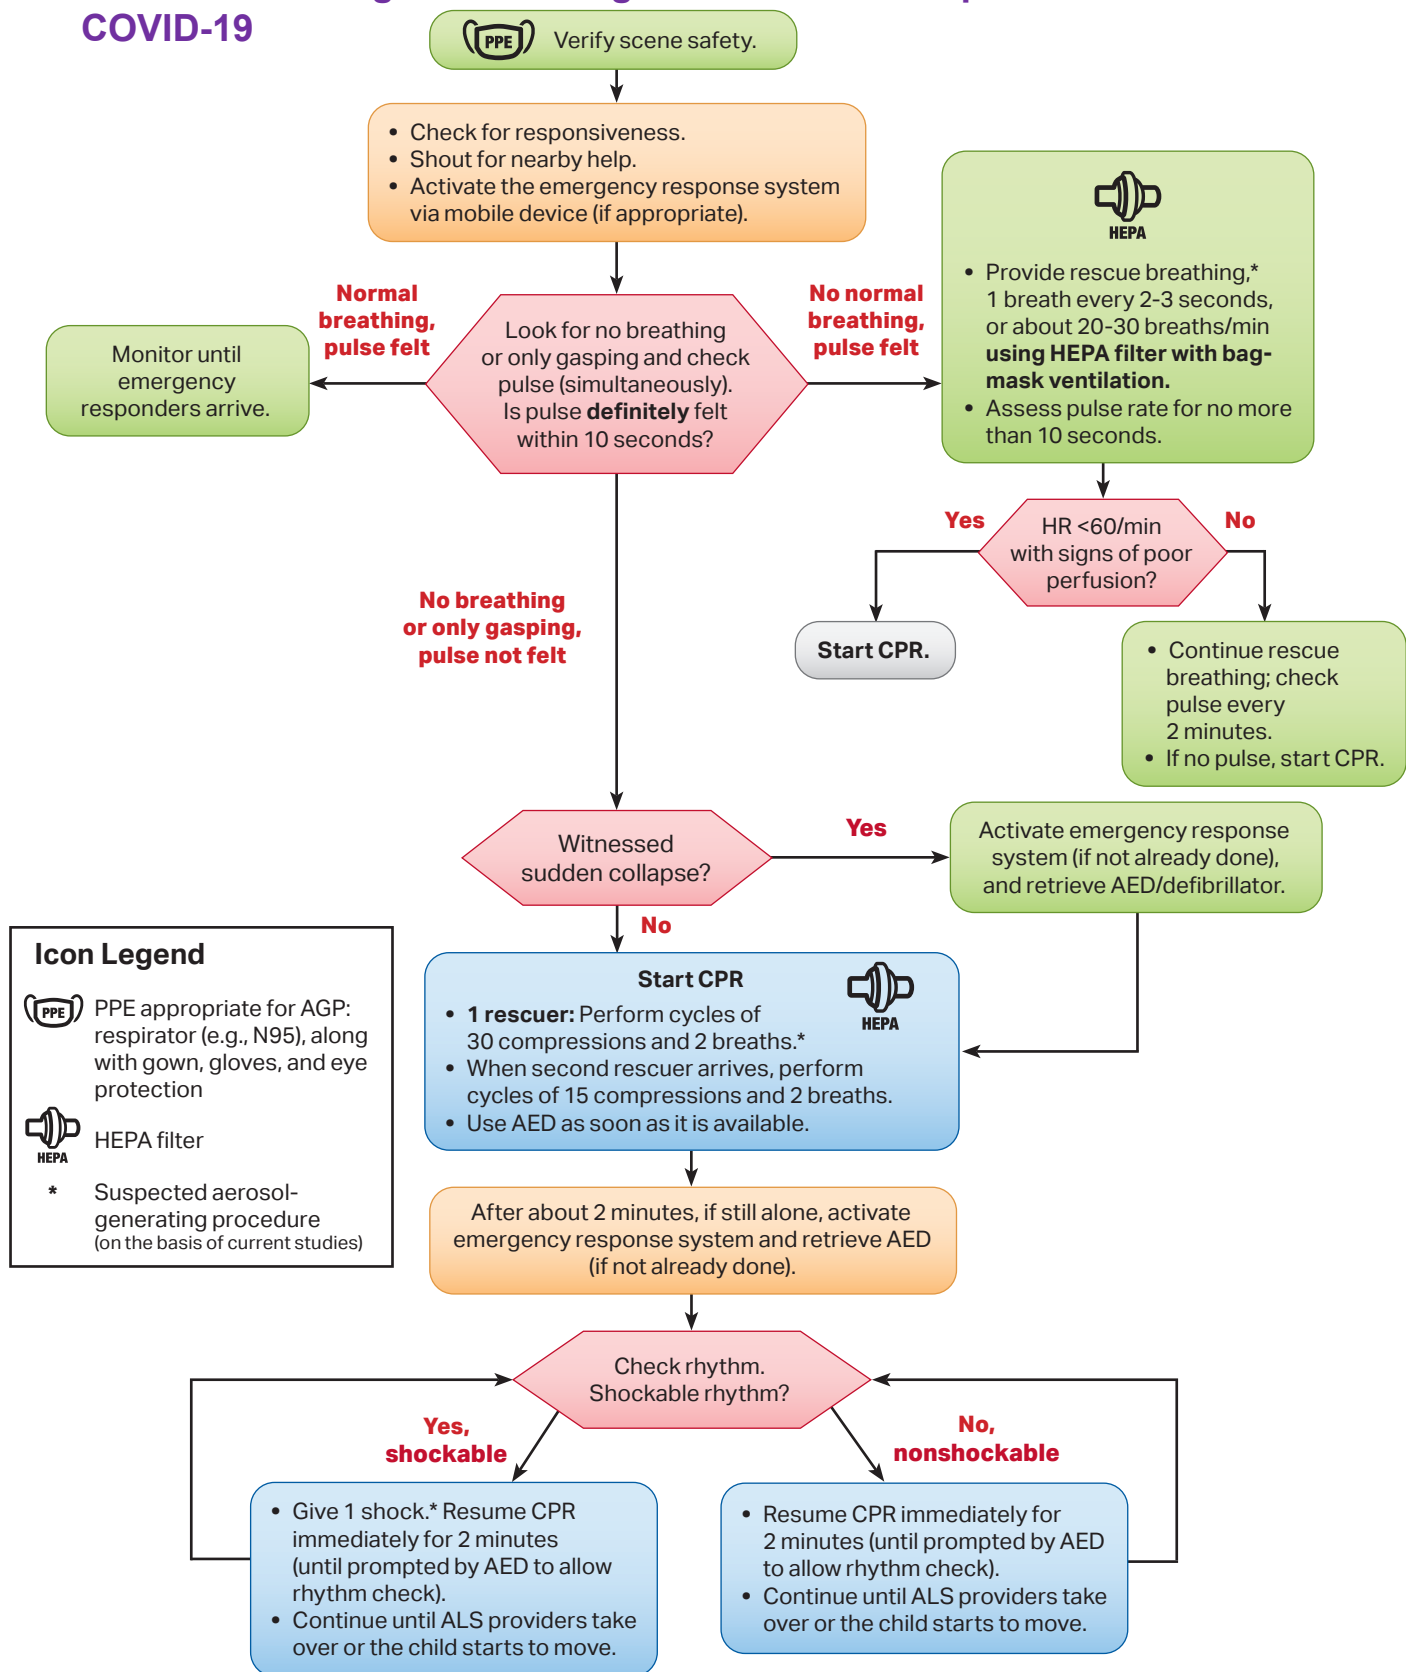 COVID-19
PPE
Verify scene safety.
• Check for responsiveness.
• Shout for nearby help.
• Activate the emergency response system
via mobile device (if appropriate).
HEPA
• Provide rescue breathing,*
1 breath every 2-3 seconds,
or about 20-30 breaths/min
using HEPA filter with bag-
mask ventilation.
• Assess pulse rate for no more
than 10 seconds.
Normal
breathing,
pulse felt
No normal
breathing,
pulse felt
Look for no breathing
or only gasping and check
pulse (simultaneously).
Is pulse definitely felt
within 10 seconds?
Monitor until
emergency
responders arrive.
Yes
HR <60/min
with signs of poor
perfusion?
No
No breathing
or only gasping,
pulse not felt
Start CPR.
• Continue rescue
breathing; check
pulse every
2 minutes.
• If no pulse, start CPR.
Witnessed
sudden collapse?
Yes
Activate emergency response
system (if not already done),
and retrieve AED/defibrillator.
No
Icon Legend
PPE
PPE appropriate for AGP:
respirator (e.g., N95), along
with gown, gloves, and eye
protection
HEPA
HEPA filter
* Suspected aerosol-
generating procedure
(on the basis of current studies)
Start CPR
HEPA
• 1 rescuer: Perform cycles of
30 compressions and 2 breaths.*
• When second rescuer arrives, perform
cycles of 15 compressions and 2 breaths.
• Use AED as soon as it is available.
After about 2 minutes, if still alone, activate
emergency response system and retrieve AED
(if not already done).
Check rhythm.
Shockable rhythm?
Yes,
shockable
No,
nonshockable
• Give 1 shock.* Resume CPR
immediately for 2 minutes
(until prompted by AED to allow
rhythm check).
• Continue until ALS providers take
over or the child starts to move.
• Resume CPR immediately for
2 minutes (until prompted by AED
to allow rhythm check).
• Continue until ALS providers take
over or the child starts to move.